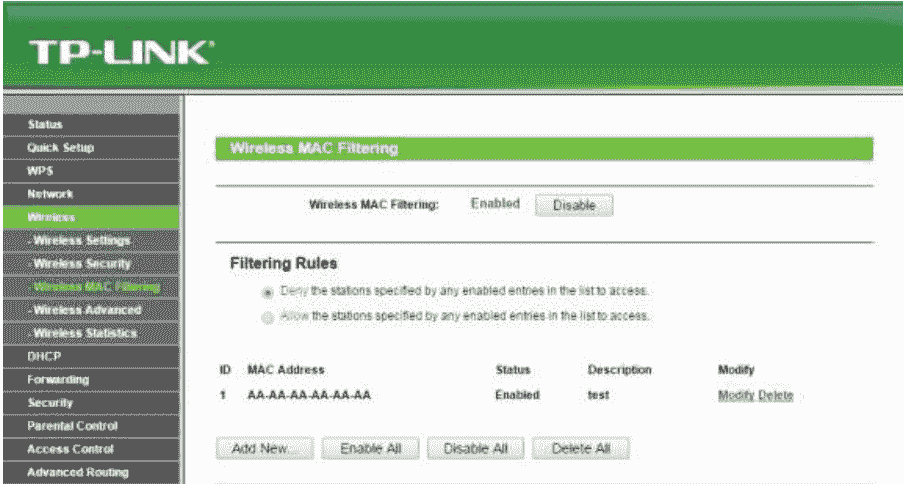 TP-LINK
Status
Quick Setup
WPS
Network
Wireless
- Wireless Settings
- Wireless Security
- Wireless MAC Filtering
- Wireless Advanced
- Wireless Statistics
DHCP
Forwarding
Security
Parental Control
Access Control
Advanced Routing
Wireless MAC Filtering
Wireless MAC Filtering: Enabled Disable
Filtering Rules
Deny the stations specified by any enabled entries in the list to access.
Allow the stations specified by any enabled entries in the list to access.
ID MAC Address Status Description Modify
1 AA-AA-AA-AA-AA-AA Enabled test Modify Delete
Add New... Enable All Disable All Delete All